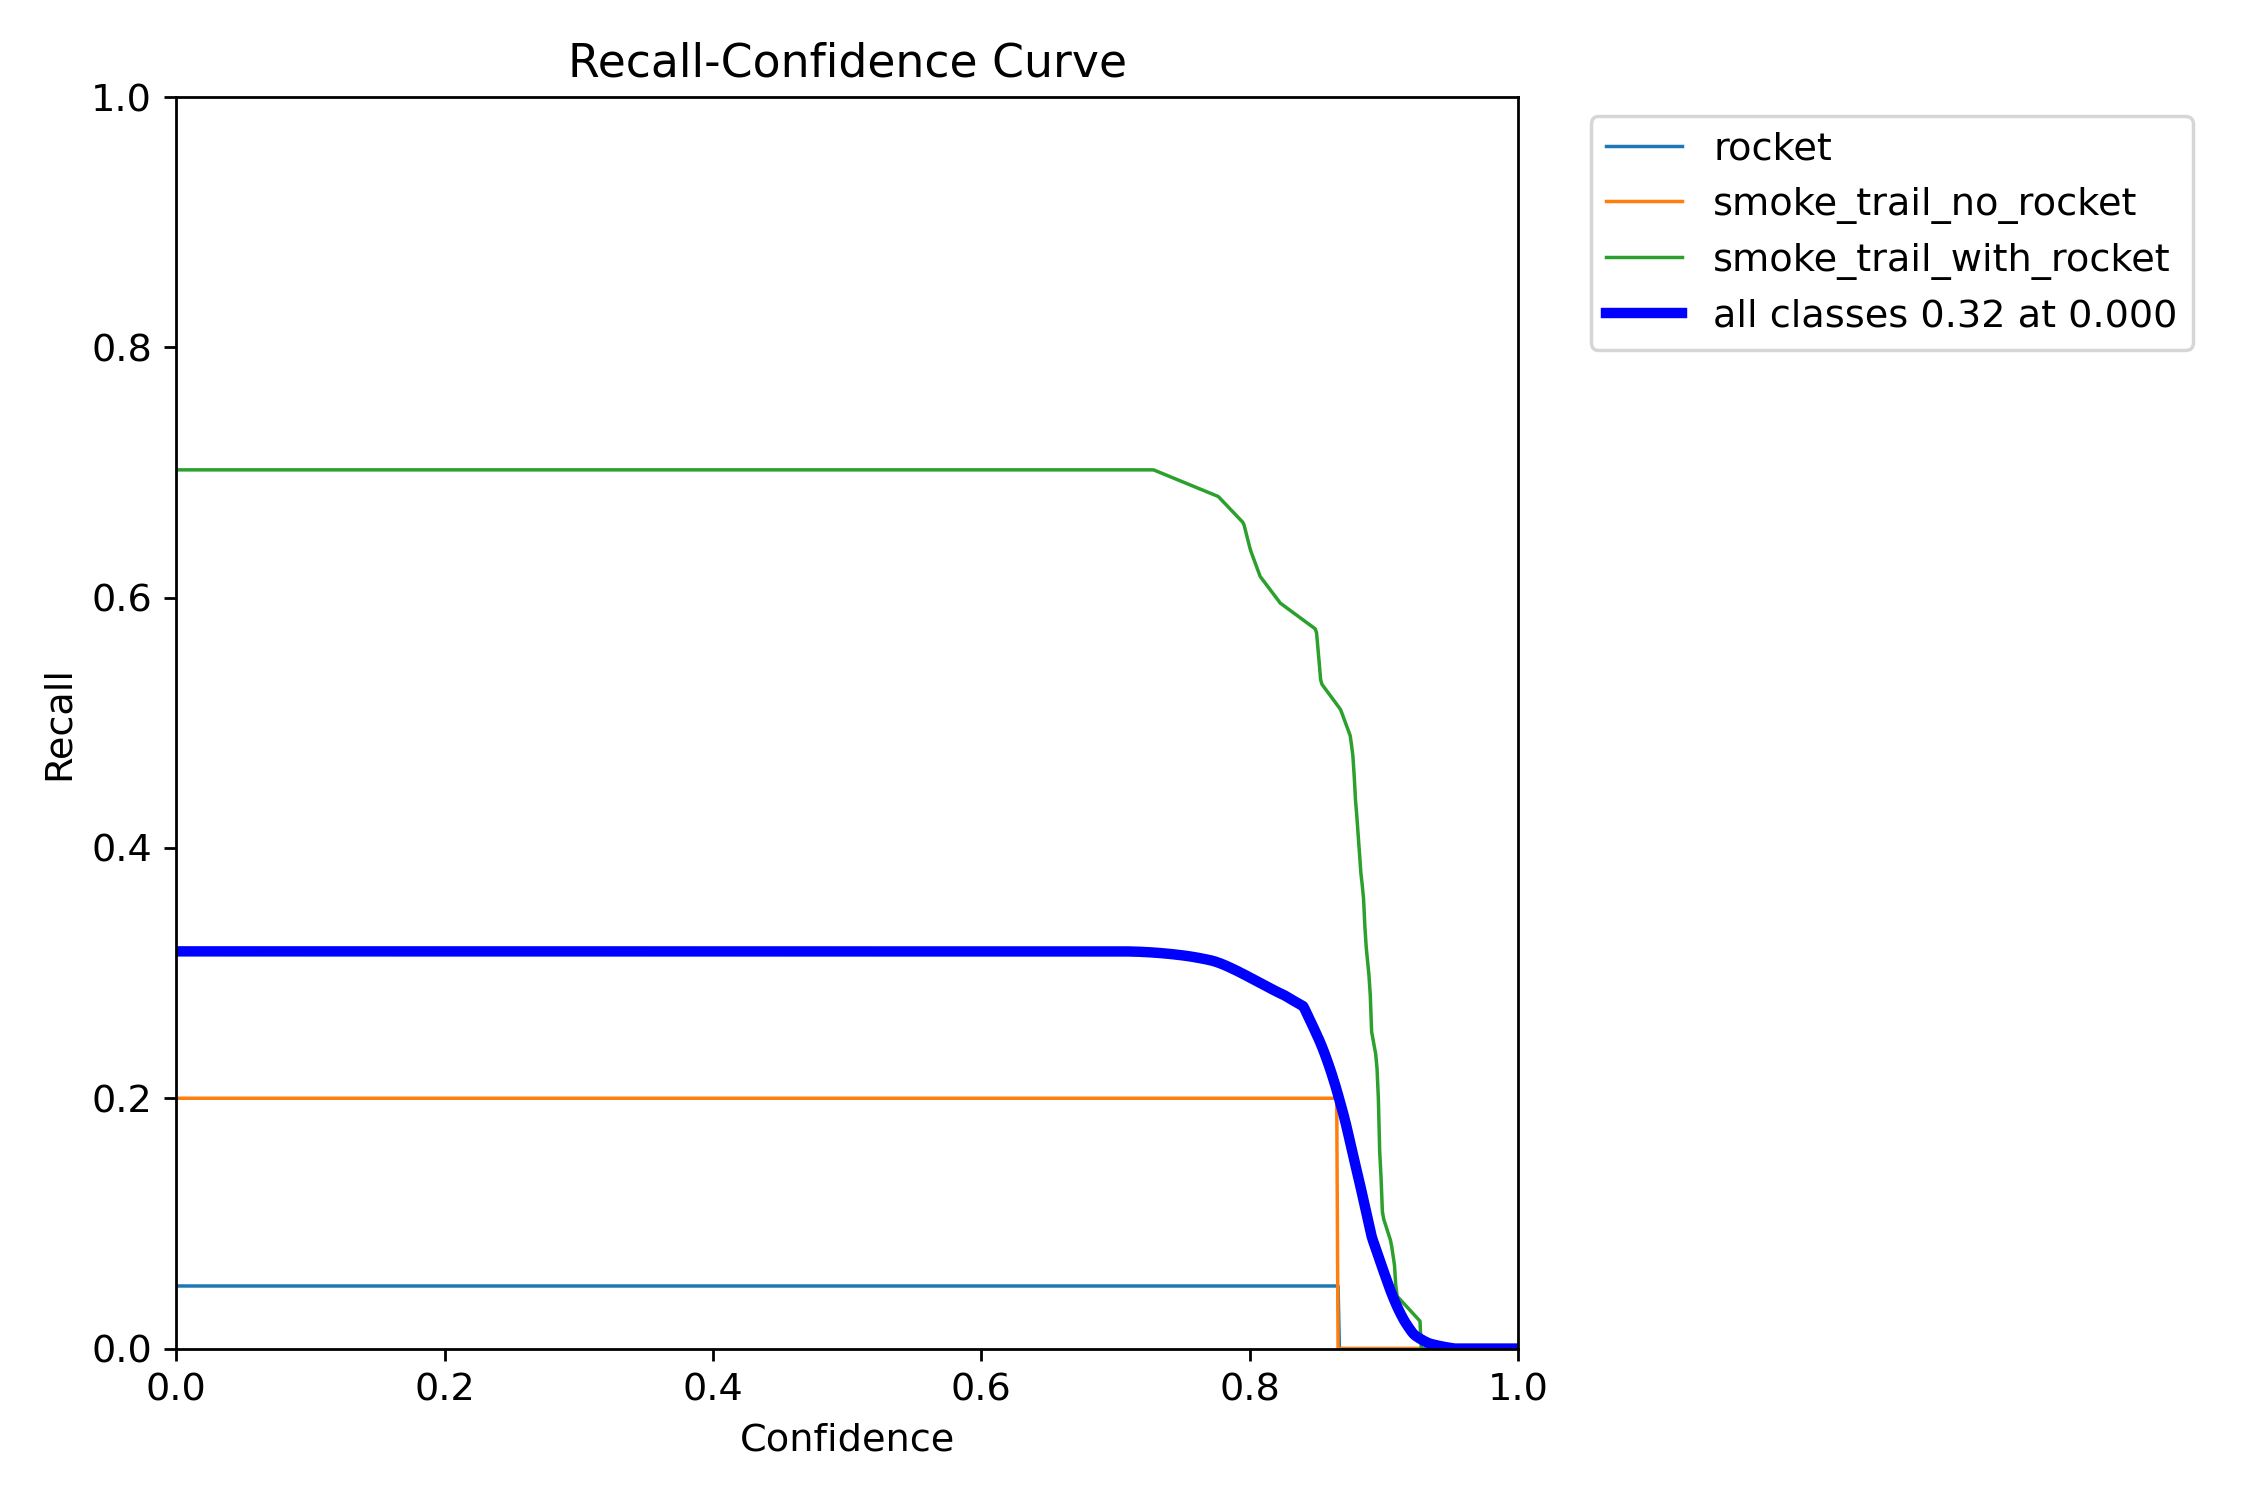 Recall-Confidence Curve
1.0
0.8
0.6
0.4
0.2
0.0
Recall
0.0 0.2 0.4 0.6 0.8 1.0
Confidence
rocket
smoke_trail_no_rocket
smoke_trail_with_rocket
all classes 0.32 at 0.000